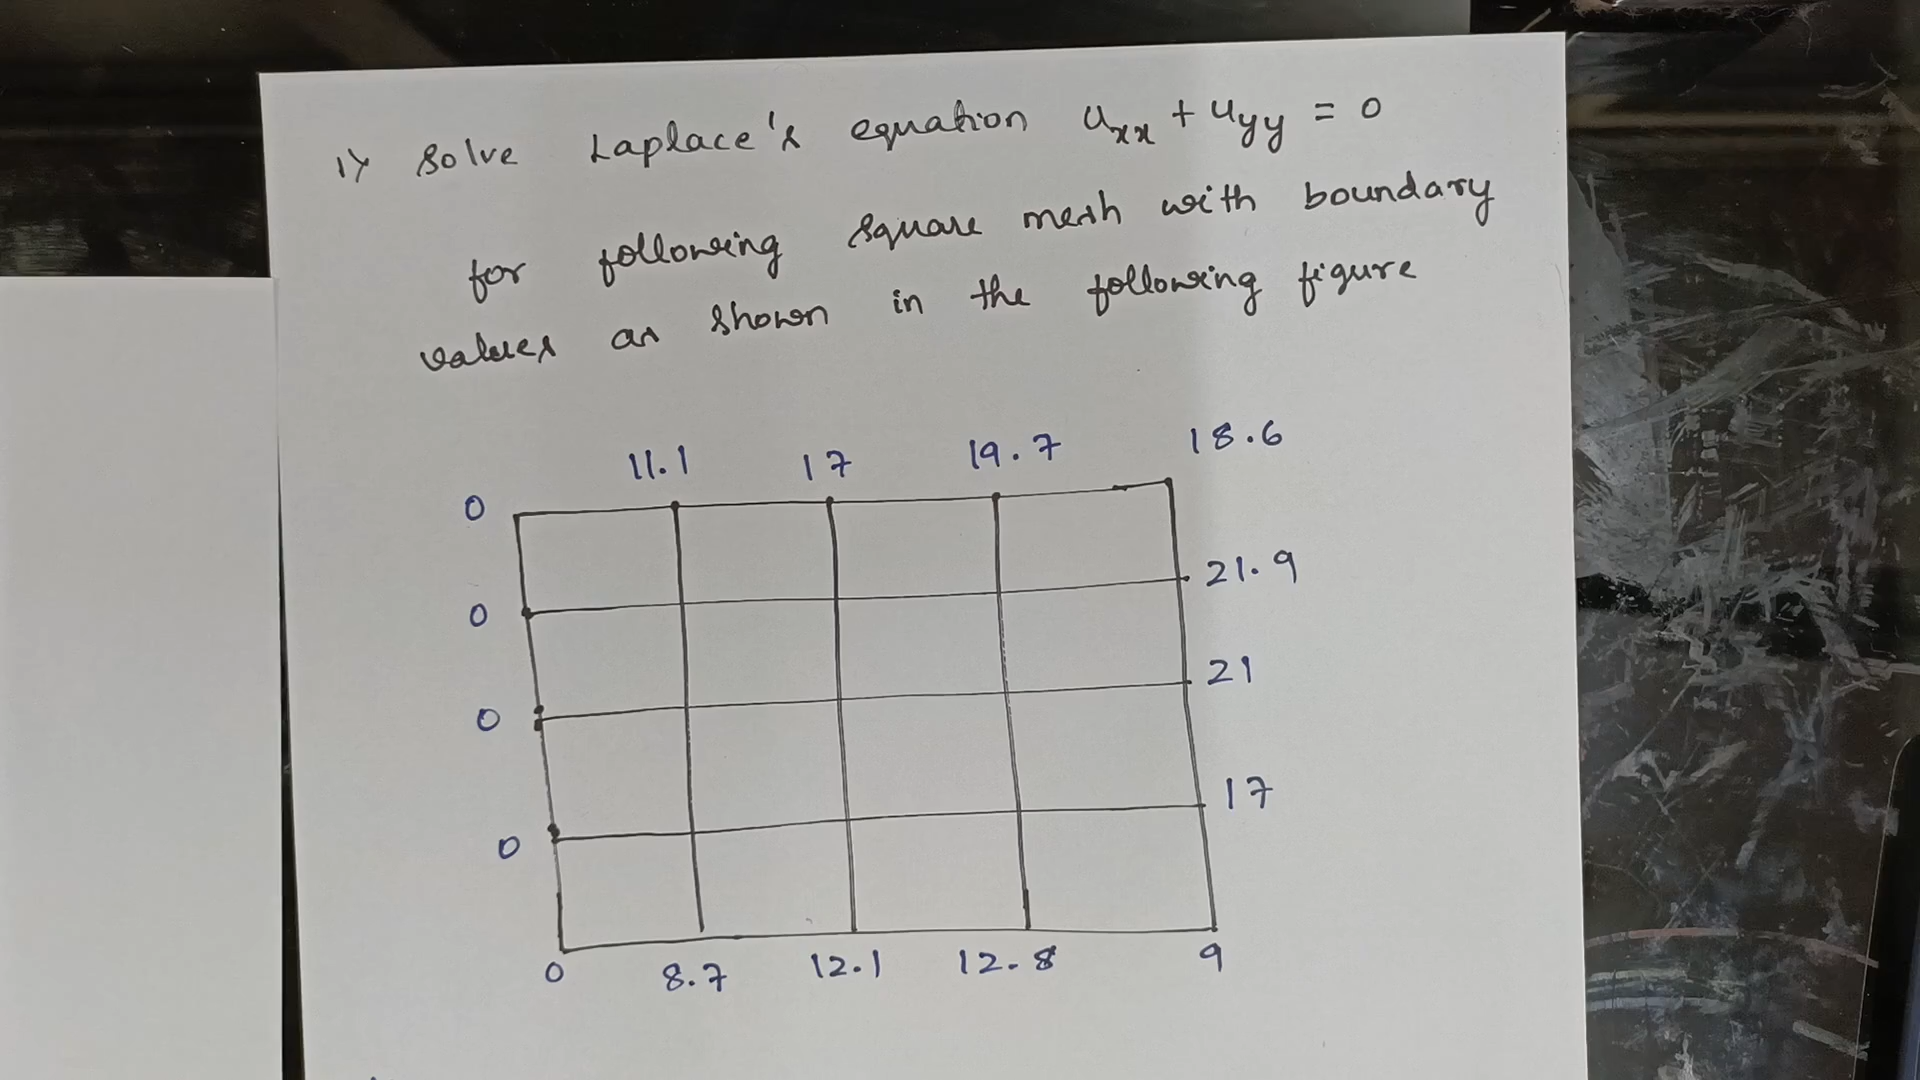 1) Solve Laplace's equation uxx + uyy = 0
for following square mesh with boundary
values as shown in the following figure
0 11.1 17 19.7 18.6
0 21.9
0 21
0 17
0 8.7 12.1 12.8 9